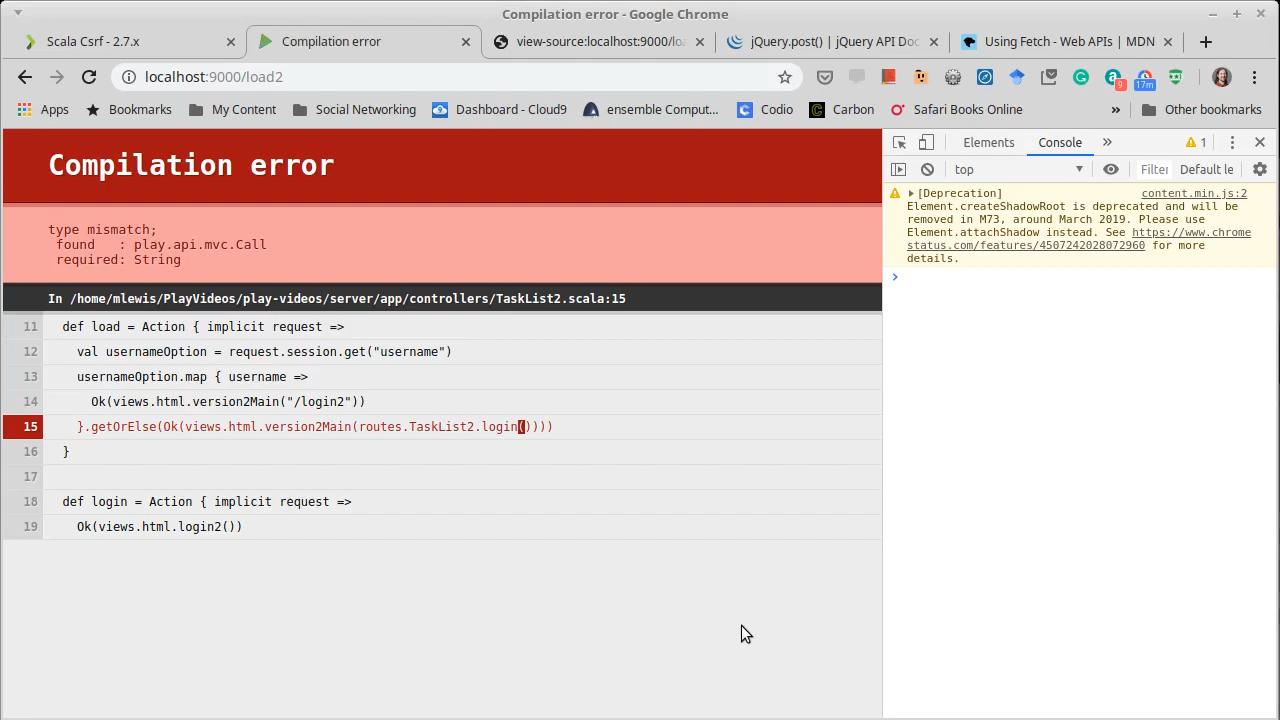 Compilation error - Google Chrome
Scala Csrf - 2.7.x
Compilation error
view-source:localhost:9000/loa
jQuery.post() | jQuery API Doc
Using Fetch - Web APIs | MDN
localhost:9000/load2
9
17m
Apps
Bookmarks
My Content
Social Networking
Dashboard - Cloud9
ensemble Comput...
Codio
Carbon
Safari Books Online
»
Other bookmarks
Compilation error
type mismatch;
found : play.api.mvc.Call
required: String
In /home/mlewis/PlayVideos/play-videos/server/app/controllers/TaskList2.scala:15
11 def load = Action { implicit request =>
12 val usernameOption = request.session.get("username")
13 usernameOption.map { username =>
14 Ok(views.html.version2Main("/login2"))
15 }.getOrElse(Ok(views.html.version2Main(routes.TaskList2.login())))
16 }
17
18 def login = Action { implicit request =>
19 Ok(views.html.login2())
Elements
Console
»
1
top
Filter
Default le
[Deprecation] content.min.js:2
Element.createShadowRoot is deprecated and will be
removed in M73, around March 2019. Please use
Element.attachShadow instead. See https://www.chrome
status.com/features/4507242028072960 for more
details.